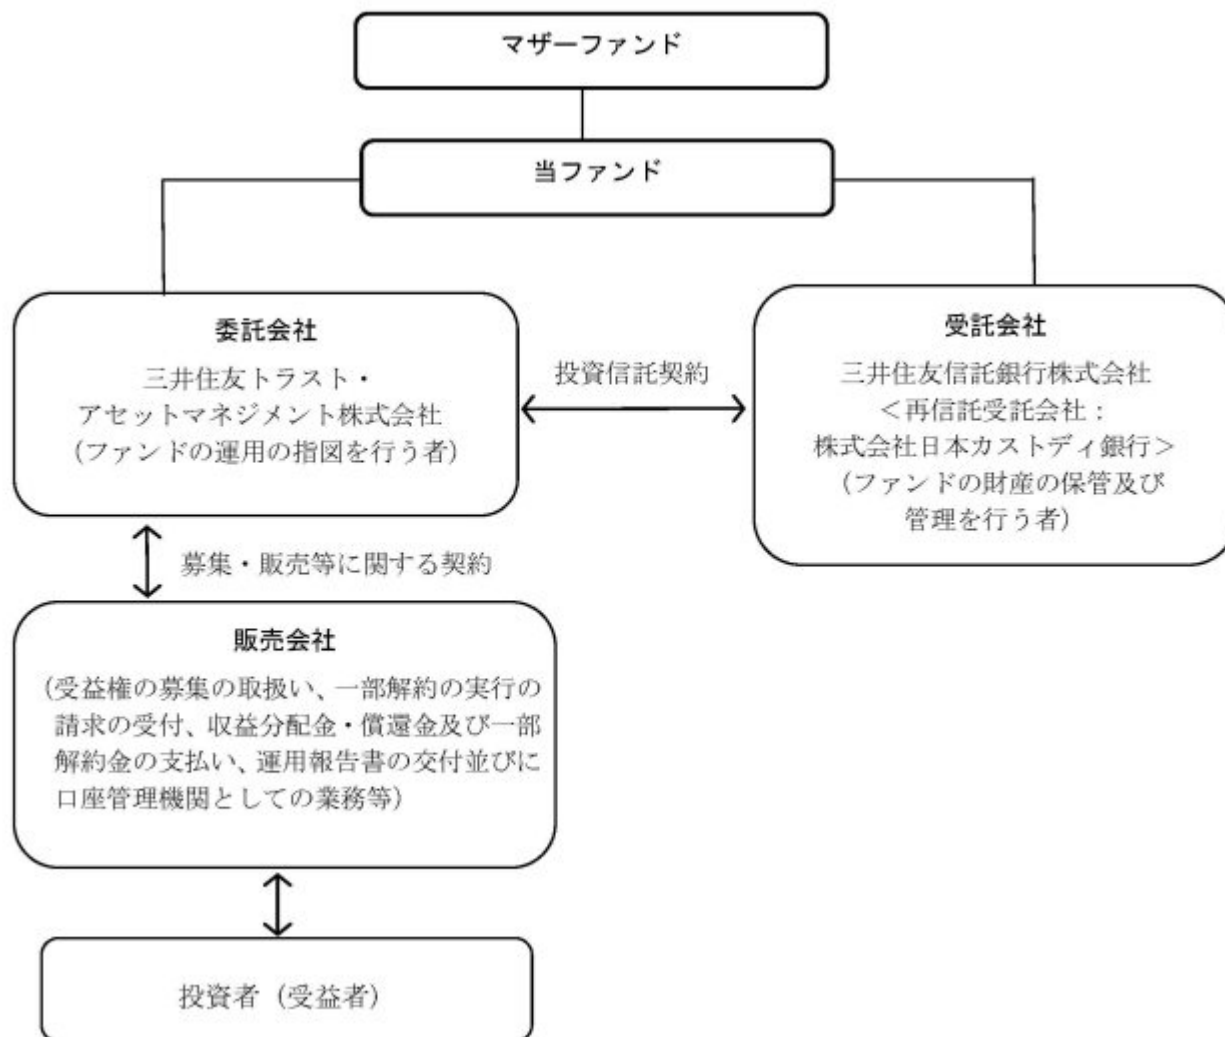 マザーファンド
当ファンド
委託会社
三井住友トラスト・
アセットマネジメント株式会社
(ファンドの運用の指図を行う者)
投資信託契約
受託会社
三井住友信託銀行株式会社
<再信託受託会社:
株式会社日本カストディ銀行>
(ファンドの財産の保管及び
管理を行う者)
募集・販売等に関する契約
販売会社
(受益権の募集の取扱い、一部解約の実行の
請求の受付、収益分配金・償還金及び一部
解約金の支払い、運用報告書の交付並びに
口座管理機関としての業務等)
投資者(受益者)